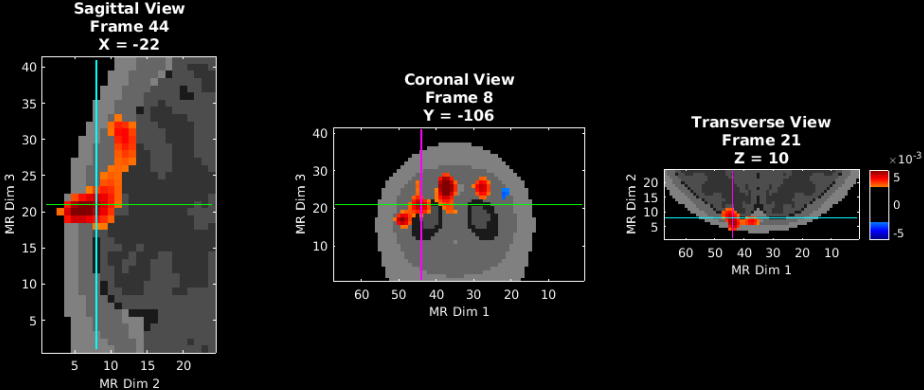 Sagittal View
Frame 44
X = -22
40
35
30
25
20
15
10
5
MR Dim 3
5 10 15 20
MR Dim 2
Coronal View
Frame 8
Y = -106
40
30
20
10
MR Dim 3
60 50 40 30 20 10
MR Dim 1
Transverse View
Frame 21
Z = 10
20
15
10
5
MR Dim 2
60 40 20
MR Dim 1
×10⁻³
5
0
-5